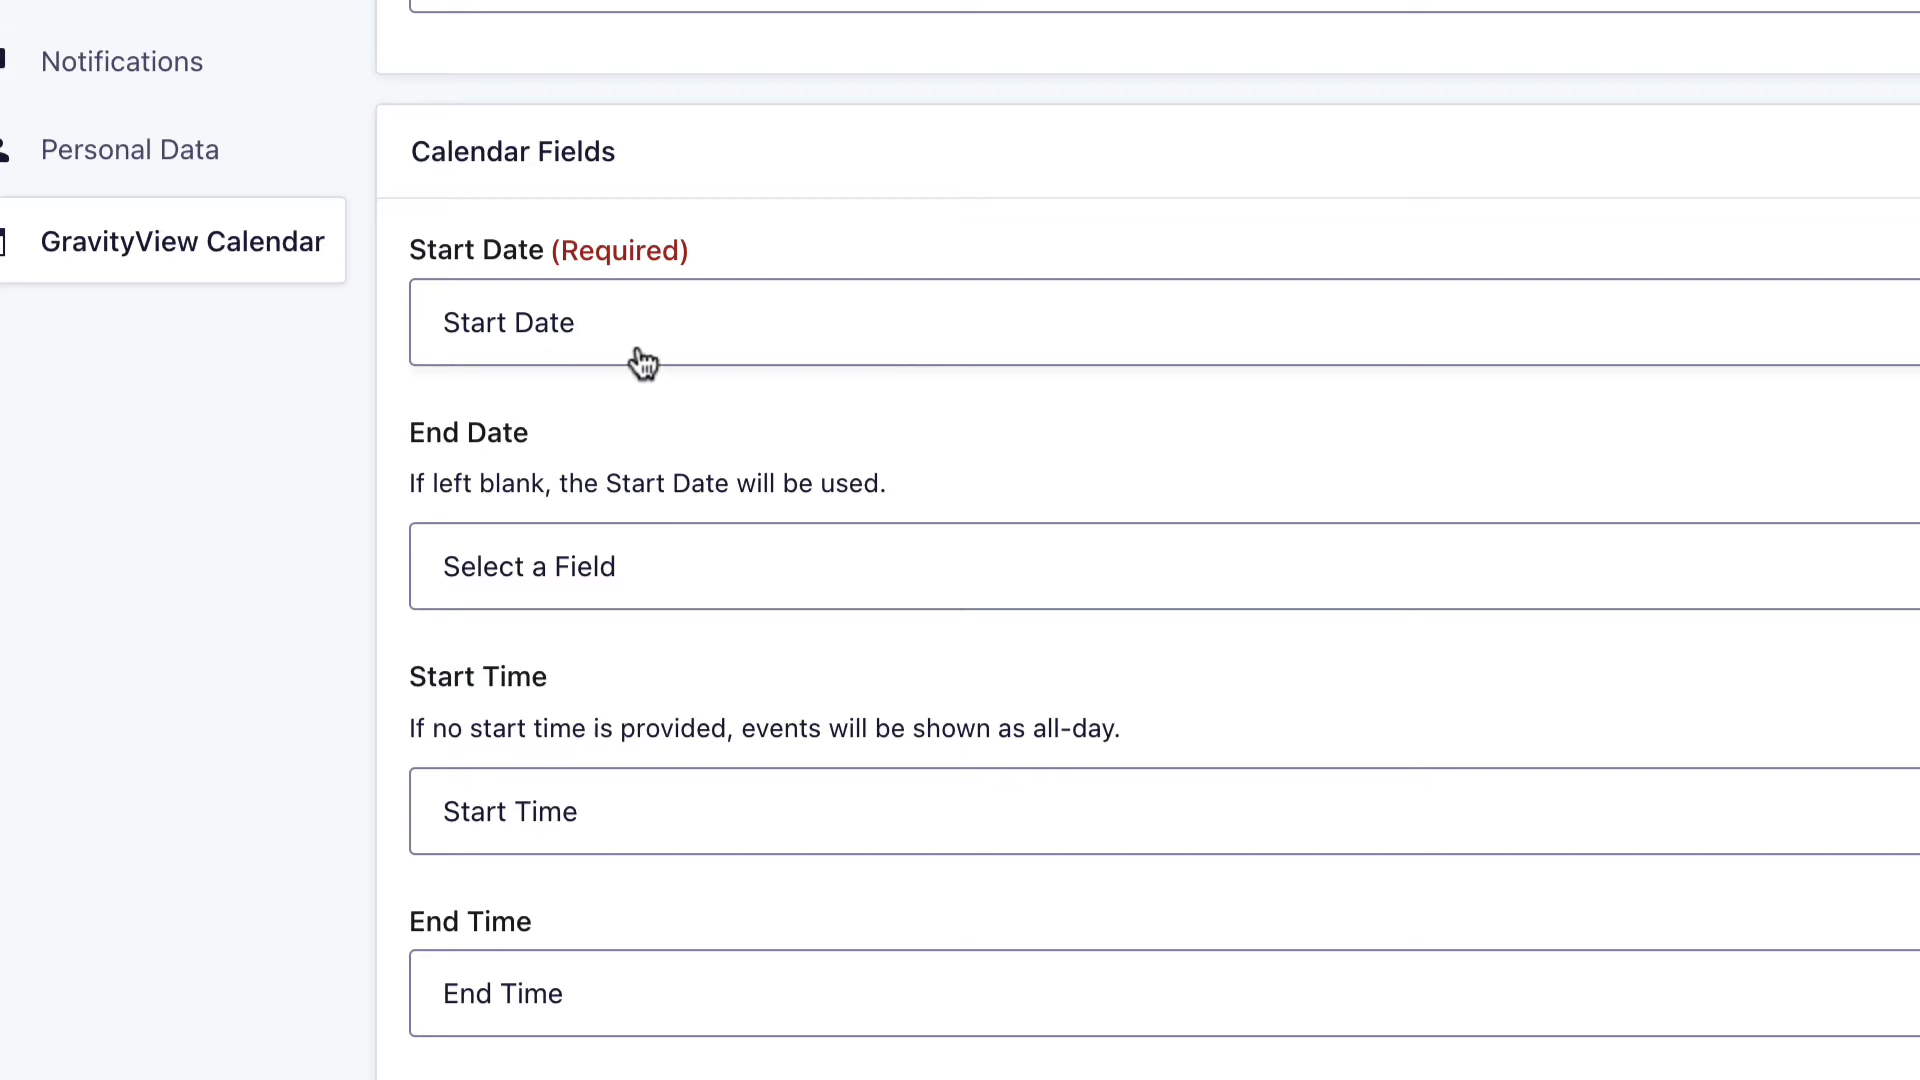 Notifications
Personal Data
GravityView Calendar
Calendar Fields
Start Date (Required)
Start Date
End Date
If left blank, the Start Date will be used.
Select a Field
Start Time
If no start time is provided, events will be shown as all-day.
Start Time
End Time
End Time